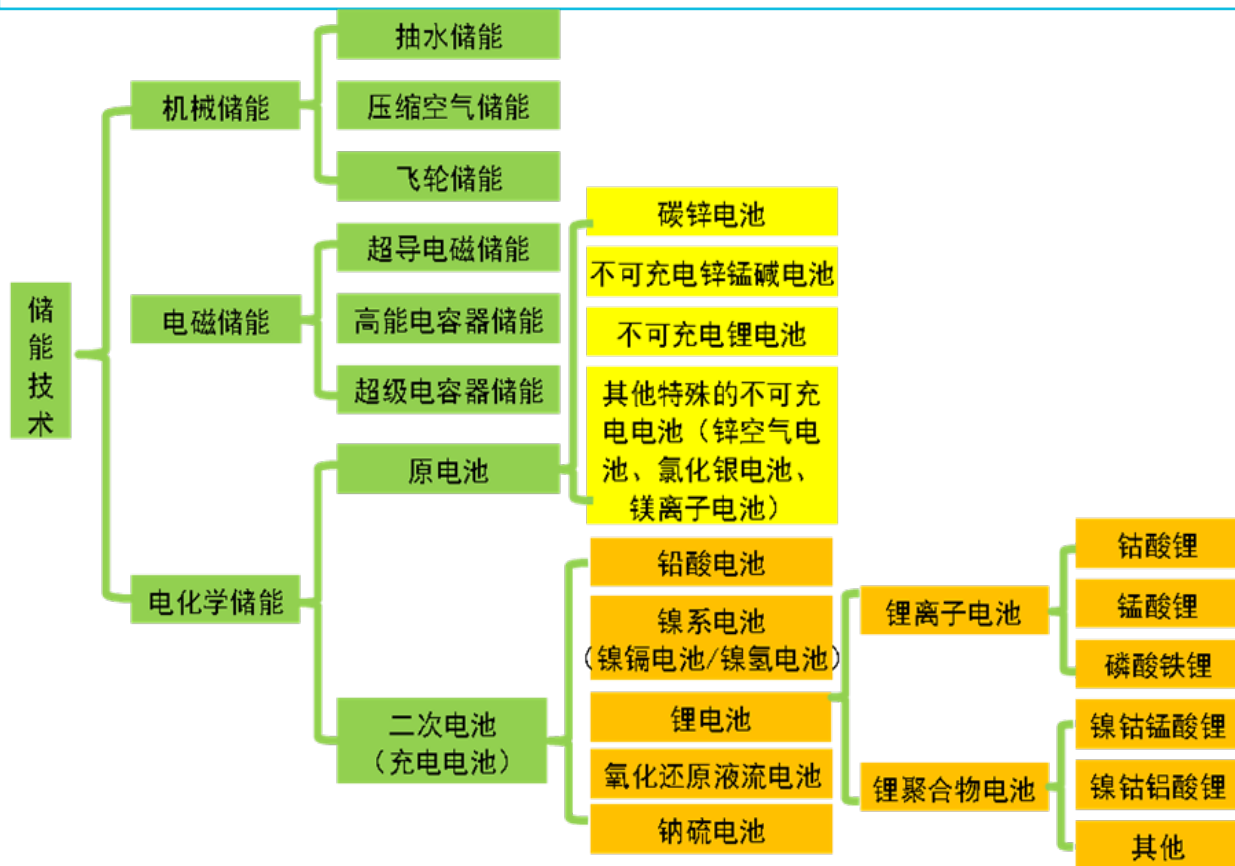 储
能
技
术
机械储能
抽水储能
压缩空气储能
飞轮储能
电磁储能
超导电磁储能
高能电容器储能
超级电容器储能
电化学储能
原电池
碳锌电池
不可充电锌锰碱电池
不可充电锂电池
其他特殊的不可充
电电池（锌空气电
池、氯化银电池、
镁离子电池）
二次电池
（充电电池）
铅酸电池
镍系电池
（镍镉电池/镍氢电池）
锂电池
氧化还原液流电池
钠硫电池
锂离子电池
钴酸锂
锰酸锂
磷酸铁锂
锂聚合物电池
镍钴锰酸锂
镍钴铝酸锂
其他